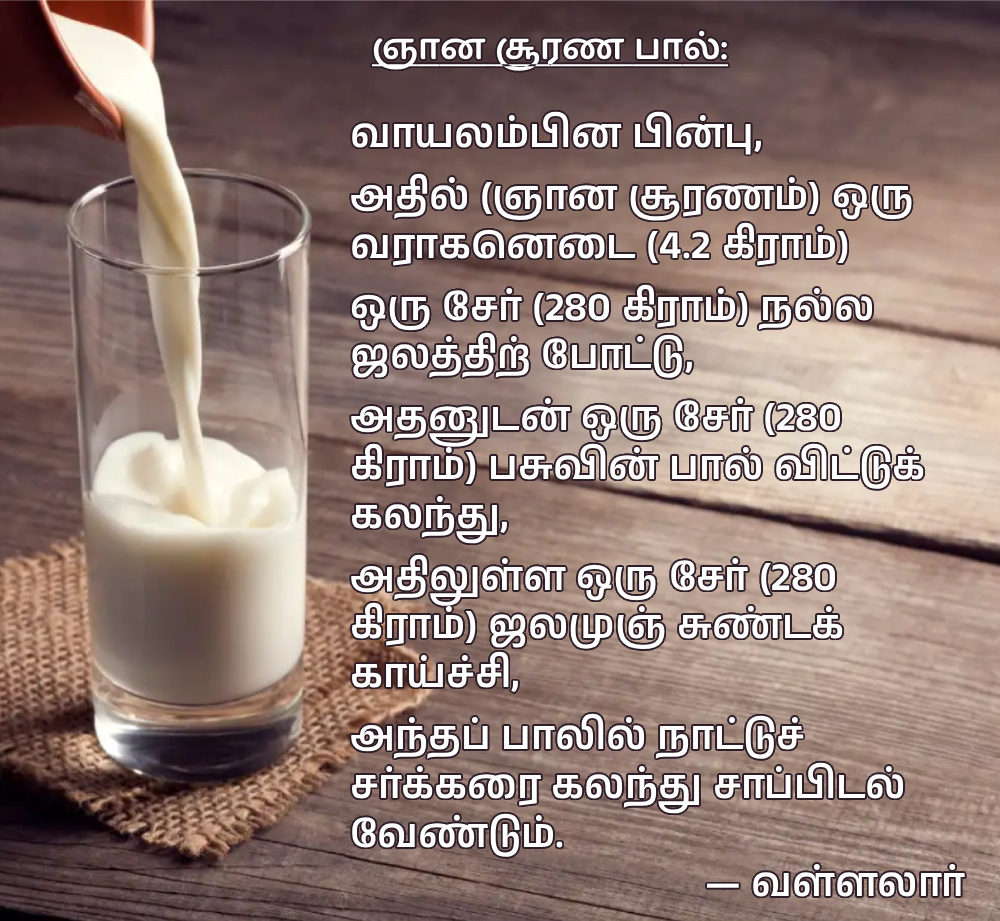 ஞான சூரண பால்:
வாயலம்பின பின்பு,
அதில் (ஞான சூரணம்) ஒரு
வராகனெடை (4.2 கிராம்)
ஒரு சேர் (280 கிராம்) நல்ல
ஜலத்திற் போட்டு,
அதனுடன் ஒரு சேர் (280
கிராம்) பசுவின் பால் விட்டுக்
கலந்து,
அதிலுள்ள ஒரு சேர் (280
கிராம்) ஜலமுஞ் சுண்டக்
காய்ச்சி,
அந்தப் பாலில் நாட்டுச்
சர்க்கரை கலந்து சாப்பிடல்
வேண்டும்.
— வள்ளலார்